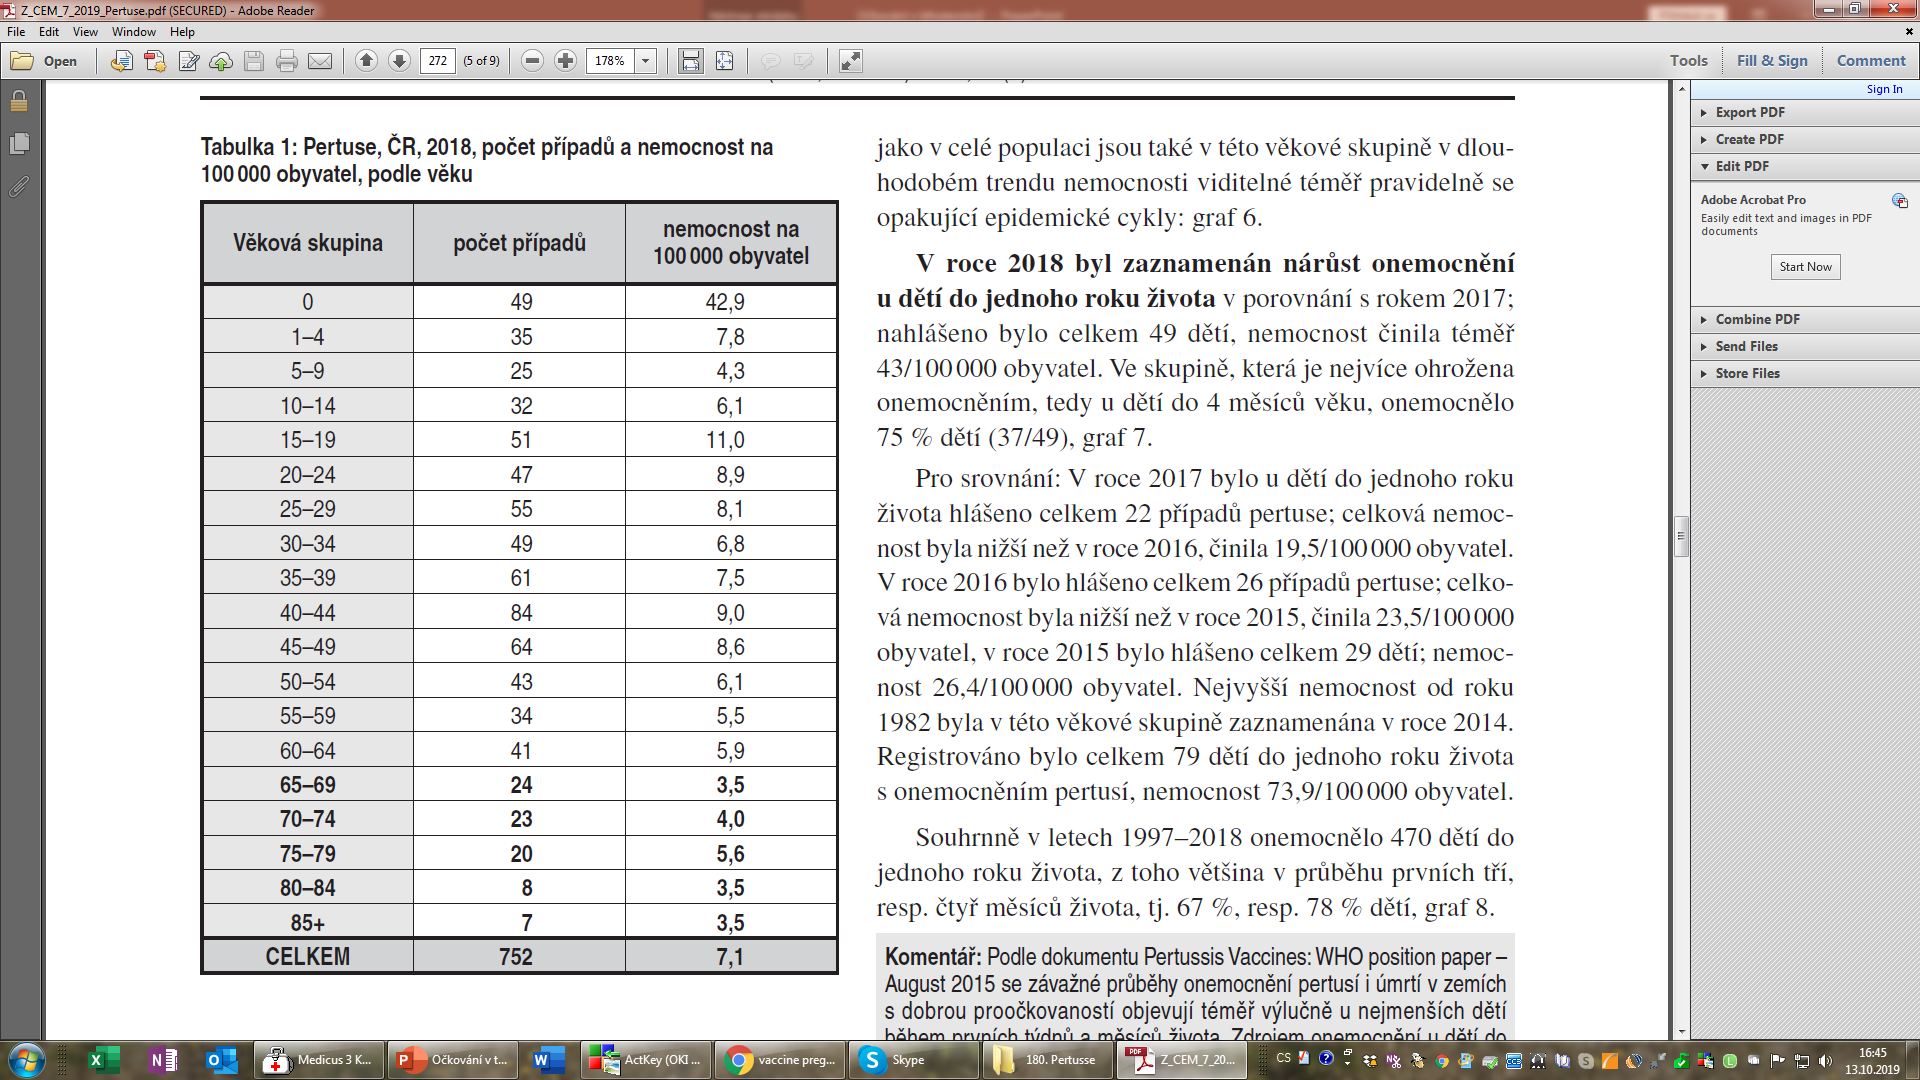 Z_CEM_7_2019_Pertuse.pdf (SECURED) - Adobe Reader
File Edit View Window Help
Open 272 (5 of 9) 178% Tools Fill & Sign Comment
Sign In
Export PDF
Create PDF
Edit PDF
Adobe Acrobat Pro
Easily edit text and images in PDF
documents
Start Now
Combine PDF
Send Files
Store Files
Tabulka 1: Pertuse, ČR, 2018, počet případů a nemocnost na
100 000 obyvatel, podle věku
Věková skupina počet případů nemocnost na
100 000 obyvatel
0 49 42,9
1–4 35 7,8
5–9 25 4,3
10–14 32 6,1
15–19 51 11,0
20–24 47 8,9
25–29 55 8,1
30–34 49 6,8
35–39 61 7,5
40–44 84 9,0
45–49 64 8,6
50–54 43 6,1
55–59 34 5,5
60–64 41 5,9
65–69 24 3,5
70–74 23 4,0
75–79 20 5,6
80–84 8 3,5
85+ 7 3,5
CELKEM 752 7,1
jako v celé populaci jsou také v této věkové skupině v dlou-
hodobém trendu nemocnosti viditelné téměř pravidelně se
opakující epidemické cykly: graf 6.
V roce 2018 byl zaznamenán nárůst onemocnění
u dětí do jednoho roku života v porovnání s rokem 2017;
nahlášeno bylo celkem 49 dětí, nemocnost činila téměř
43/100 000 obyvatel. Ve skupině, která je nejvíce ohrožena
onemocněním, tedy u dětí do 4 měsíců věku, onemocnělo
75 % dětí (37/49), graf 7.
Pro srovnání: V roce 2017 bylo u dětí do jednoho roku
života hlášeno celkem 22 případů pertuse; celková nemoc-
nost byla nižší než v roce 2016, činila 19,5/100 000 obyvatel.
V roce 2016 bylo hlášeno celkem 26 případů pertuse; celko-
vá nemocnost byla nižší než v roce 2015, činila 23,5/100 000
obyvatel, v roce 2015 bylo hlášeno celkem 29 dětí; nemoc-
nost 26,4/100 000 obyvatel. Nejvyšší nemocnost od roku
1982 byla v této věkové skupině zaznamenána v roce 2014.
Registrováno bylo celkem 79 dětí do jednoho roku života
s onemocněním pertusí, nemocnost 73,9/100 000 obyvatel.
Souhrnně v letech 1997–2018 onemocnělo 470 dětí do
jednoho roku života, z toho většina v průběhu prvních tří,
resp. čtyř měsíců života, tj. 67 %, resp. 78 % dětí, graf 8.
Komentář: Podle dokumentu Pertussis Vaccines: WHO position paper –
August 2015 se závažné průběhy onemocnění pertusí i úmrtí v zemích
s dobrou proočkovaností objevují téměř výlučně u nejmenších dětí
během prvních týdnů a měsíců života. Zdrojem onemocnění u dětí do
Medicus 3 K... Očkování v t... ActKey (OKI ... vaccine preg... Skype 180. Pertusse Z_CEM_7_20... CS 16:45
13.10.2019